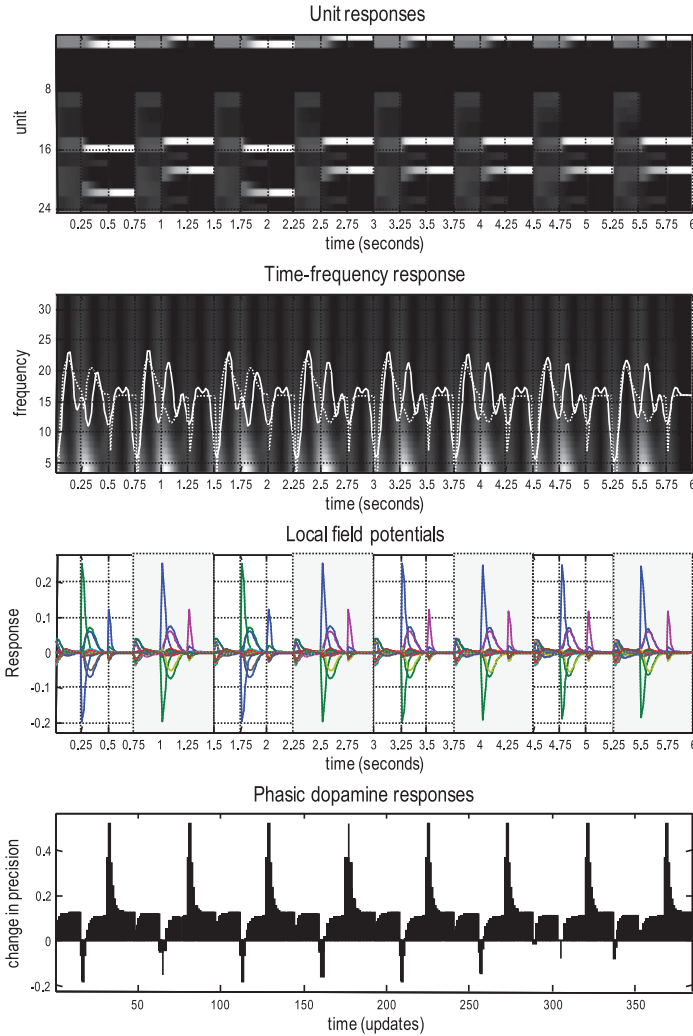 Unit responses
unit
8
16
24
0.25 0.5 0.75 1 1.25 1.5 1.75 2 2.25 2.5 2.75 3 3.25 3.5 3.75 4 4.25 4.5 4.75 5 5.25 5.5 5.75 6
time (seconds)
Time-frequency response
frequency
30
25
20
15
10
5
0.25 0.5 0.75 1 1.25 1.5 1.75 2 2.25 2.5 2.75 3 3.25 3.5 3.75 4 4.25 4.5 4.75 5 5.25 5.5 5.75 6
time (seconds)
Local field potentials
Response
0.2
0.1
0
-0.1
-0.2
0.25 0.5 0.75 1 1.25 1.5 1.75 2 2.25 2.5 2.75 3 3.25 3.5 3.75 4 4.25 4.5 4.75 5 5.25 5.5 5.75 6
time (seconds)
Phasic dopamine responses
change in precision
0.4
0.2
0
-0.2
50 100 150 200 250 300 350
time (updates)